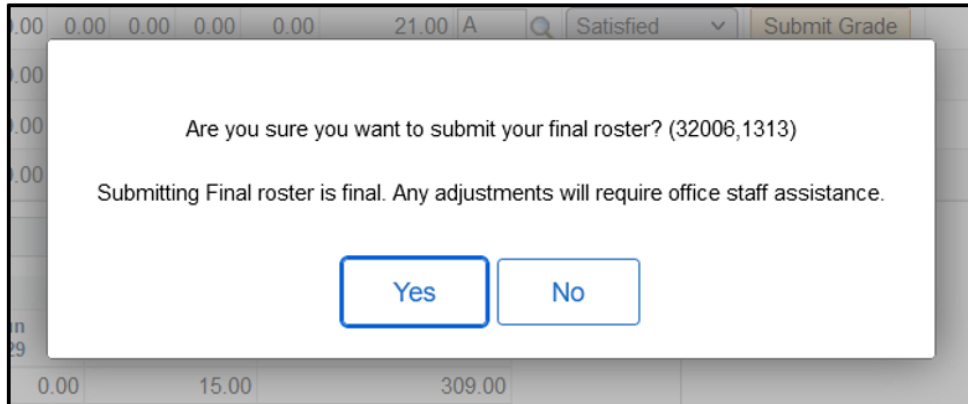 .00 0.00 0.00 0.00 0.00 21.00 A Satisfied Submit Grade
.00
Are you sure you want to submit your final roster? (32006,1313)
.00
.00
Submitting Final roster is final. Any adjustments will require office staff assistance.
Yes No
29
0.00 15.00 309.00